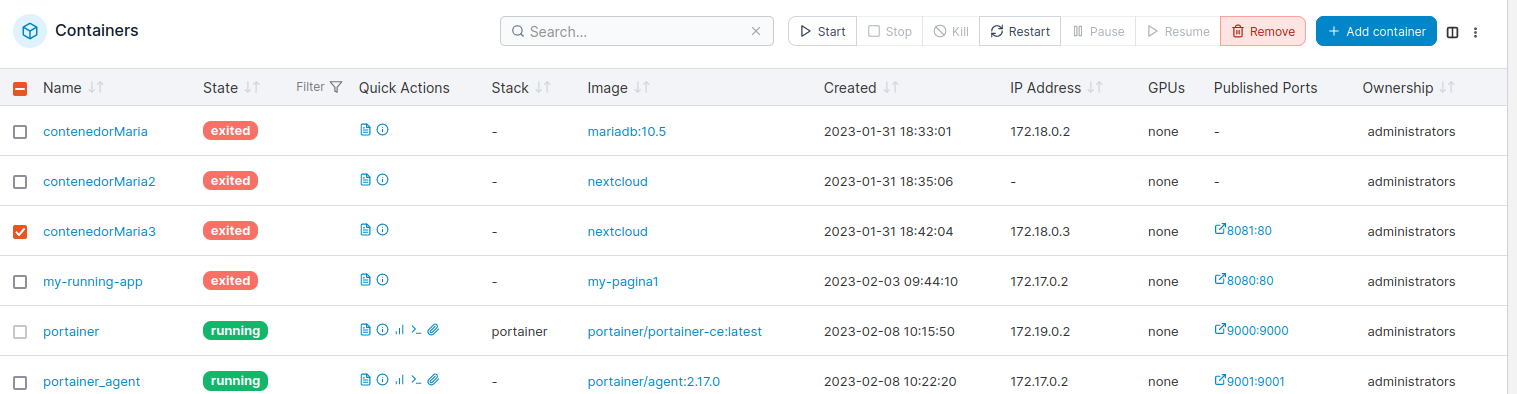 Containers Search... Start Stop Kill Restart Pause Resume Remove Add container
Name State Filter Quick Actions Stack Image Created IP Address GPUs Published Ports Ownership
contenedorMaria exited - mariadb:10.5 2023-01-31 18:33:01 172.18.0.2 none - administrators
contenedorMaria2 exited - nextcloud 2023-01-31 18:35:06 - none - administrators
contenedorMaria3 exited - nextcloud 2023-01-31 18:42:04 172.18.0.3 none 8081:80 administrators
my-running-app exited - my-pagina1 2023-02-03 09:44:10 172.17.0.2 none 8080:80 administrators
portainer running portainer portainer/portainer-ce:latest 2023-02-08 10:15:50 172.19.0.2 none 9000:9000 administrators
portainer_agent running - portainer/agent:2.17.0 2023-02-08 10:22:20 172.17.0.2 none 9001:9001 administrators